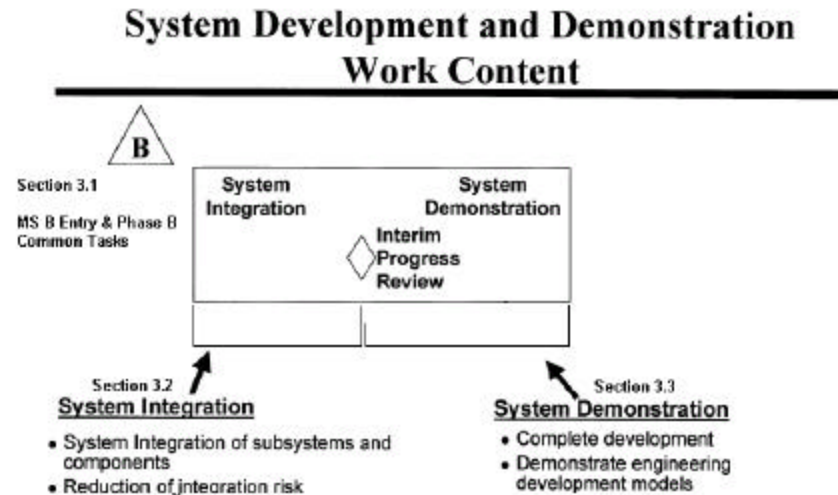 System Development and Demonstration
Work Content
B
Section 3.1
MS B Entry & Phase B
Common Tasks
System
Integration
System
Demonstration
Interim
Progress
Review
Section 3.2
System Integration
• System Integration of subsystems and
components
• Reduction of integration risk
Section 3.3
System Demonstration
• Complete development
• Demonstrate engineering
development models